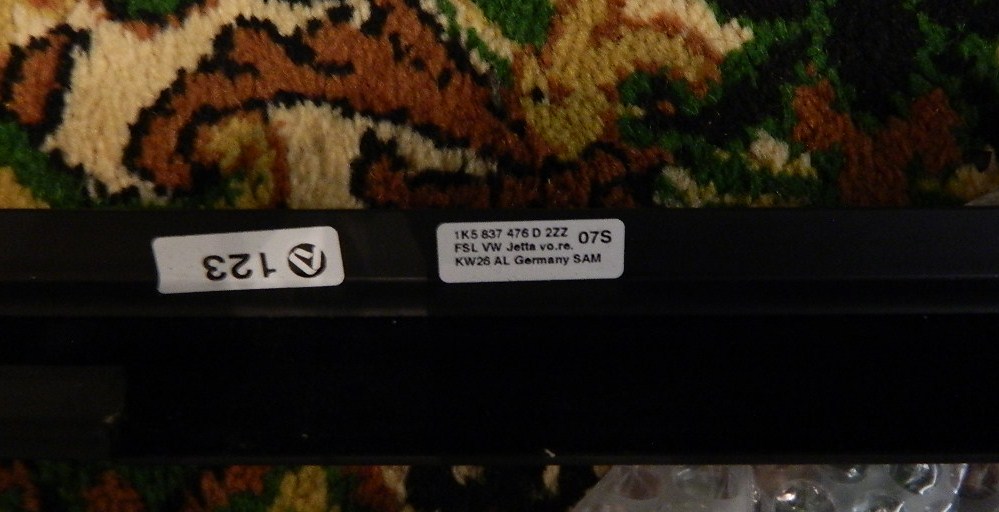 123
1K5 837 476 D 2ZZ 07S
FSL VW Jetta vo.re.
KW26 AL Germany SAM